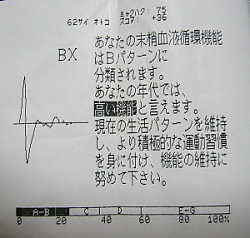 62サイ オトコ
75
スコア: +36
BX
あなたの末梢血液循環機能
はBパターンに
分類されます。
あなたの年代では、
高い機能と言えます。
現在の生活パターンを維持
し、より積極的な運動習慣
を身に付け、機能の維持に
努めて下さい。
A-B C D E-G
0 20 40 60 80 100%